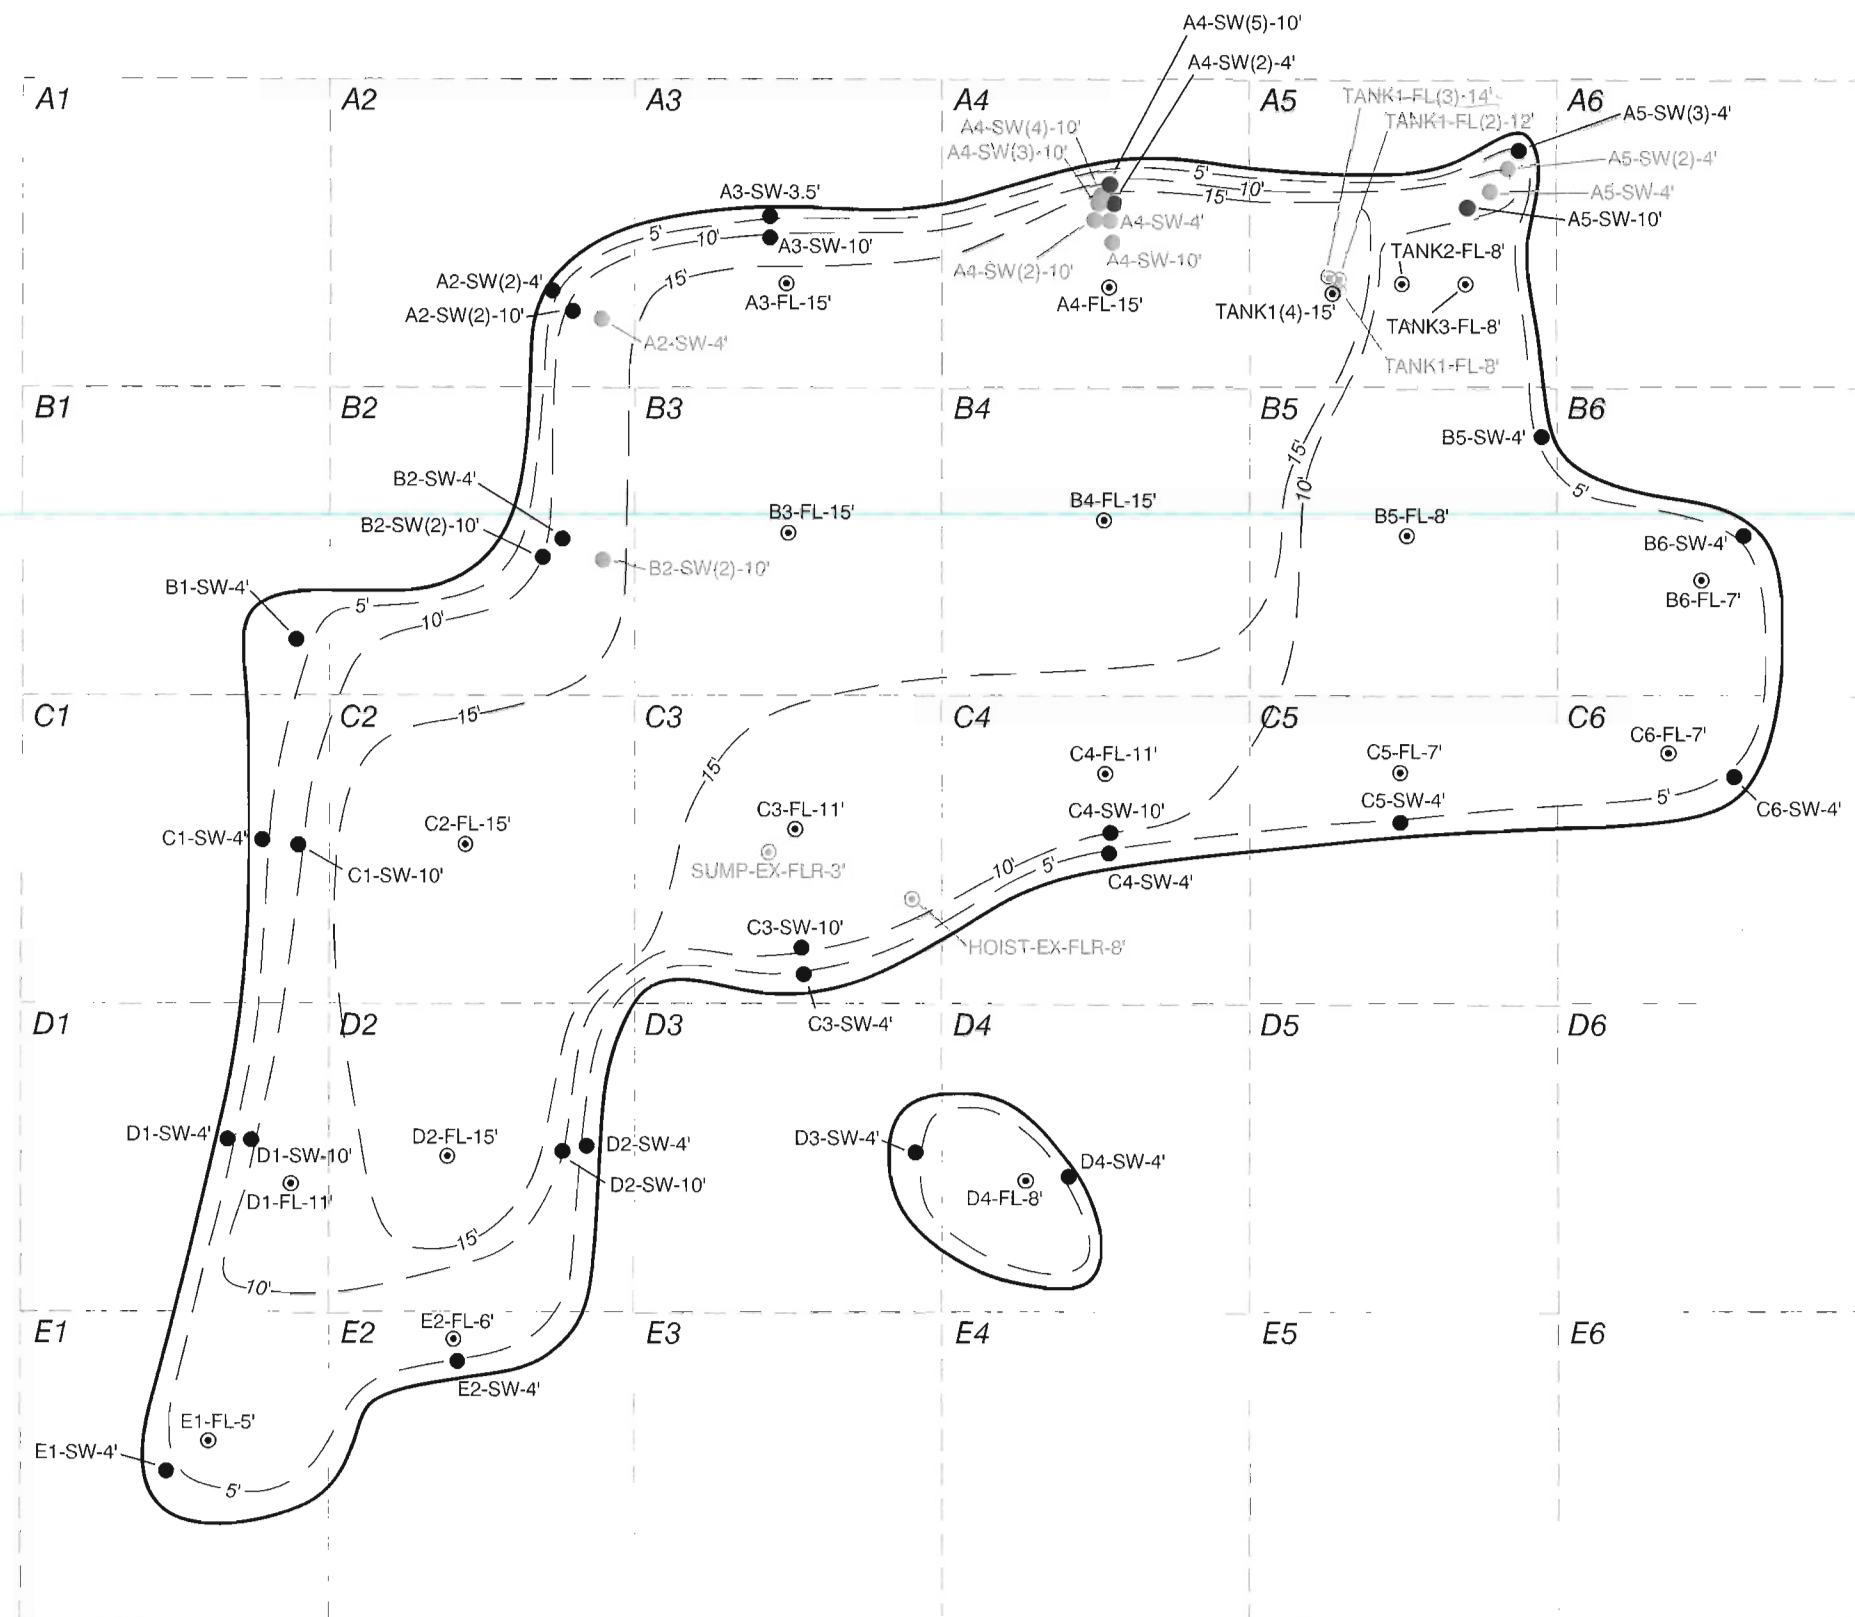 A4-SW(5)-10'
A4-SW(2)-4'
A1
A2
A3
A4
A5
A6
TANK1-FL(3)-14'
TANK1-FL(2)-12'
A5-SW(3)-4'
A4-SW(4)-10'
A4-SW(3)-10'
A5-SW(2)-4'
A5-SW-4'
A5-SW-10'
5'
10'
15'
A3-SW-3.5'
5'
10'
A3-SW-10'
A4-SW-4'
A4-SW-10'
A4-SW(2)-10'
TANK2-FL-8'
A2-SW(2)-4'
15'
A3-FL-15'
A4-FL-15'
TANK1(4)-15'
A2-SW(2)-10'
TANK3-FL-8'
A2-SW-4'
TANK1-FL-8'
B1
B2
B3
B4
B5
B6
B5-SW-4'
15'
10'
5'
B2-SW-4'
B2-SW(2)-10'
B3-FL-15'
B4-FL-15'
B5-FL-8'
B6-SW-4'
B2-SW(2)-10'
B1-SW-4'
B6-FL-7'
5'
10'
C1
C2
15'
C3
C4
C5
C6
C6-FL-7'
15'
C4-FL-11'
C5-FL-7'
C3-FL-11'
C4-SW-10'
C5-SW-4'
5'
C6-SW-4'
C2-FL-15'
C1-SW-4'
C1-SW-10'
SUMP-EX-FLR-3'
10'
5'
C4-SW-4'
C3-SW-10'
HOIST-EX-FLR-8'
D1
D2
D3
C3-SW-4'
D4
D5
D6
D1-SW-4'
D1-SW-10'
D2-FL-15'
D2-SW-4'
D3-SW-4'
D4-SW-4'
D2-SW-10'
D1-FL-11'
D4-FL-8'
15'
10'
E1
E2
E2-FL-6'
E3
E4
E5
E6
E2-SW-4'
E1-FL-5'
E1-SW-4'
5'